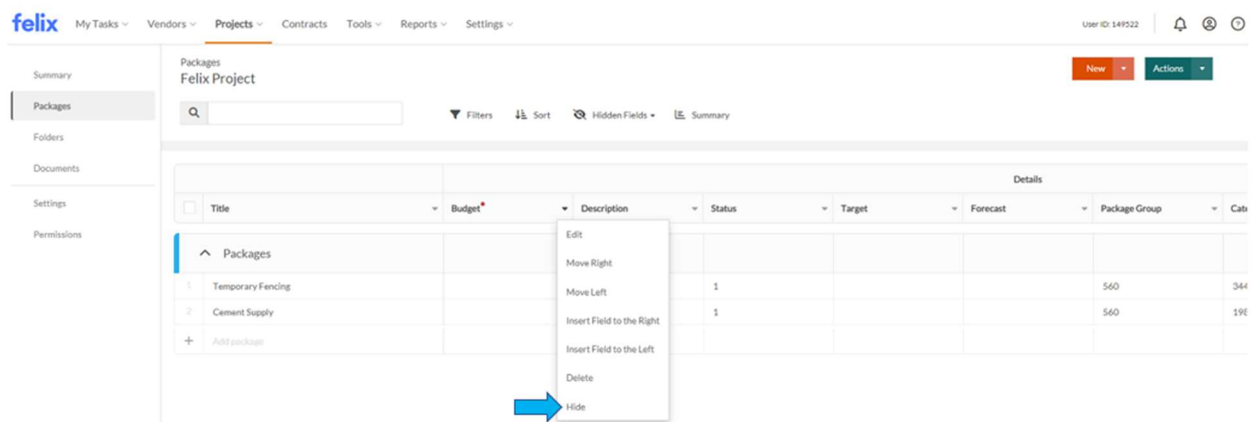 felix My Tasks Vendors Projects Contracts Tools Reports Settings User ID: 149522
Summary
Packages
Folders
Documents
Settings
Permissions
Packages
Felix Project
New Actions
Filters Sort Hidden Fields Summary
Details
Title Budget* Description Status Target Forecast Package Group
Packages
1 Temporary Fencing 1 560 344
2 Cement Supply 1 560
+ Add package
Edit
Move Right
Move Left
Insert Field to the Right
Insert Field to the Left
Delete
Hide